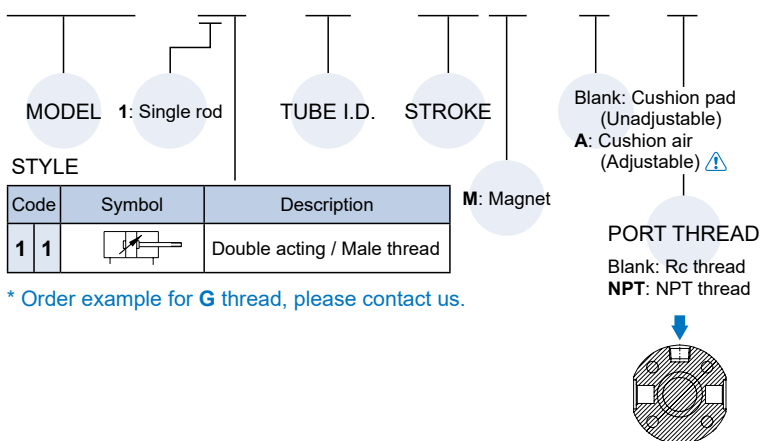 MODEL
1: Single rod
TUBE I.D.
STROKE
Blank: Cushion pad
(Unadjustable)
A: Cushion air
(Adjustable)
STYLE
Code Symbol Description
1 1 Double acting / Male thread
M: Magnet
PORT THREAD
Blank: Rc thread
NPT: NPT thread
* Order example for G thread, please contact us.